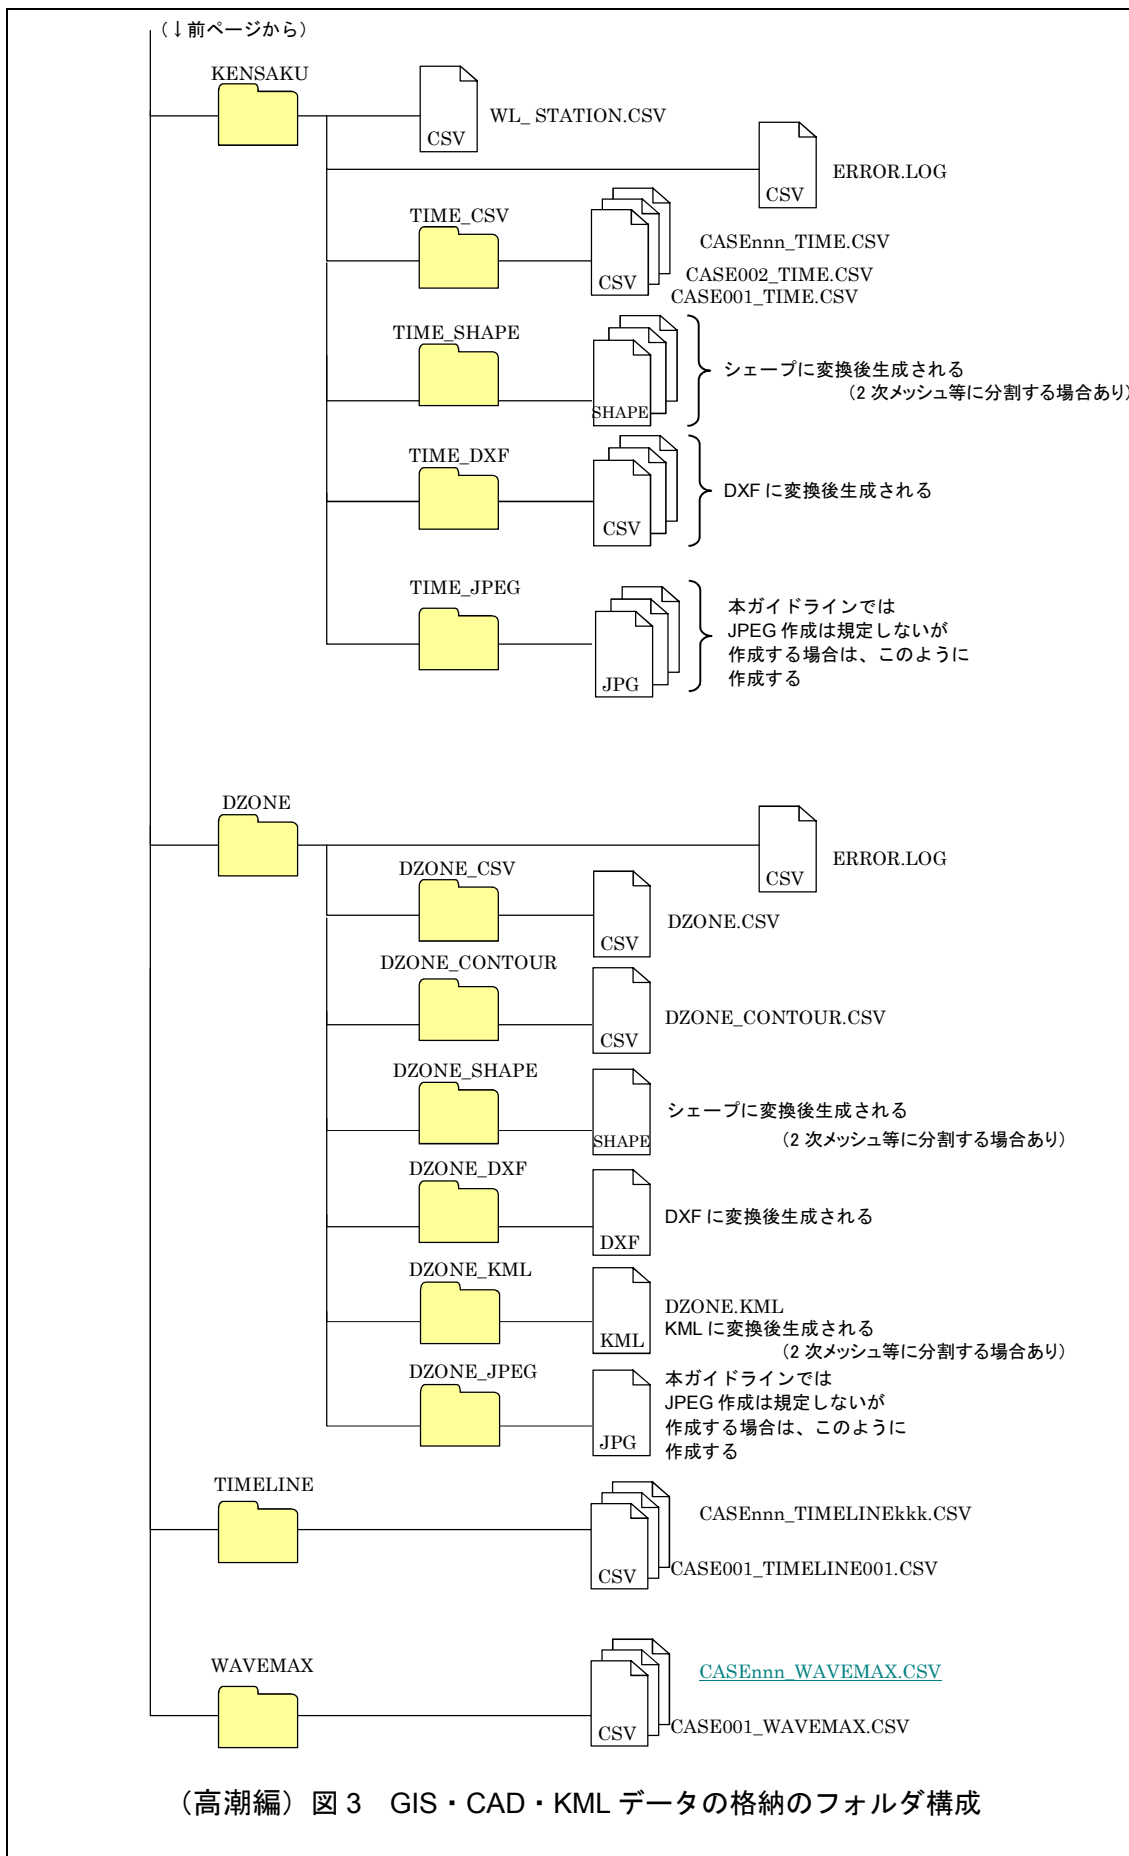 (↓前ページから)
KENSAKU
CSV
WL_ STATION.CSV
CSV
ERROR.LOG
TIME_CSV
CSV
CASEnnn_TIME.CSV
CASE002_TIME.CSV
CASE001_TIME.CSV
TIME_SHAPE
SHAPE
シェープに変換後生成される
(2 次メッシュ等に分割する場合あり)
TIME_DXF
CSV
DXF に変換後生成される
TIME_JPEG
JPG
本ガイドラインでは
JPEG 作成は規定しないが
作成する場合は、このように
作成する
DZONE
CSV
ERROR.LOG
DZONE_CSV
CSV
DZONE.CSV
DZONE_CONTOUR
CSV
DZONE_CONTOUR.CSV
DZONE_SHAPE
SHAPE
シェープに変換後生成される
(2 次メッシュ等に分割する場合あり)
DZONE_DXF
DXF
DXF に変換後生成される
DZONE_KML
KML
DZONE.KML
KML に変換後生成される
(2 次メッシュ等に分割する場合あり)
DZONE_JPEG
JPG
本ガイドラインでは
JPEG 作成は規定しないが
作成する場合は、このように
作成する
TIMELINE
CSV
CASEnnn_TIMELINEkkk.CSV
CASE001_TIMELINE001.CSV
WAVEMAX
CSV
CASEnnn_WAVEMAX.CSV
CASE001_WAVEMAX.CSV
(高潮編) 図 3　GIS・CAD・KML データの格納のフォルダ構成